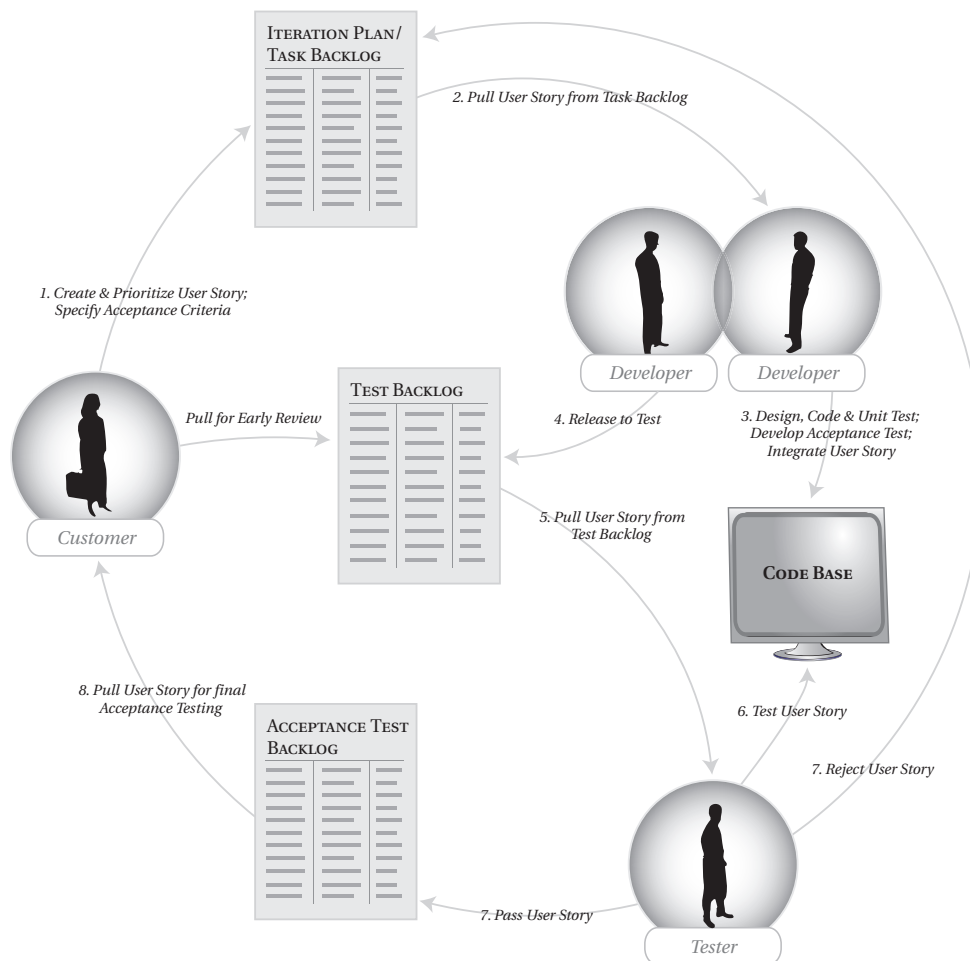 ITERATION PLAN/
TASK BACKLOG
2. Pull User Story from Task Backlog
1. Create & Prioritize User Story;
Specify Acceptance Criteria
Developer
Developer
TEST BACKLOG
Pull for Early Review
4. Release to Test
3. Design, Code & Unit Test;
Develop Acceptance Test;
Integrate User Story
Customer
5. Pull User Story from
Test Backlog
CODE BASE
8. Pull User Story for final
Acceptance Testing
ACCEPTANCE TEST
BACKLOG
6. Test User Story
7. Reject User Story
7. Pass User Story
Tester